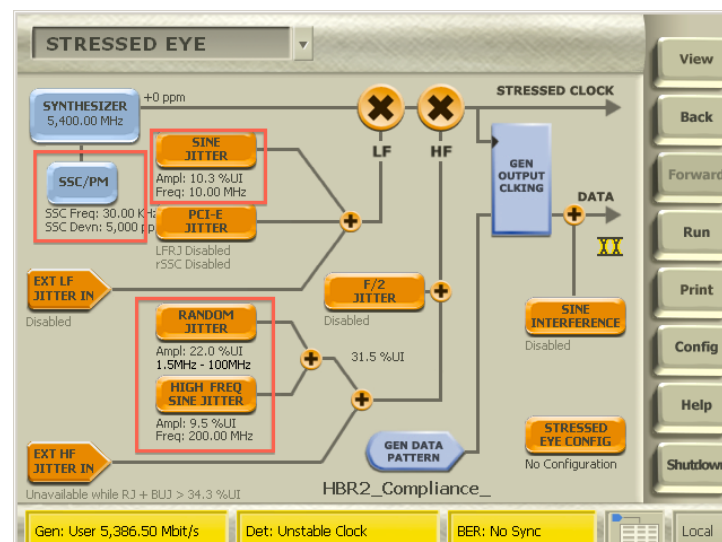 STRESSED EYE
View
Back
Forward
Run
Print
Config
Help
Shutdown
SYNTHESIZER
5,400.00 MHz
+0 ppm
STRESSED CLOCK
LF
HF
SSC/PM
SSC Freq: 30.00 KHz
SSC Devn: 5,000 pp
SINE
JITTER
Ampl: 10.3 %UI
Freq: 10.00 MHz
PCI-E
JITTER
LFRJ Disabled
rSSC Disabled
GEN
OUTPUT
CLKING
DATA
EXT LF
JITTER IN
Disabled
F/2
JITTER
Disabled
SINE
INTERFERENCE
Disabled
RANDOM
JITTER
Ampl: 22.0 %UI
1.5MHz - 100MHz
31.5 %UI
HIGH FREQ
SINE JITTER
Ampl: 9.5 %UI
Freq: 200.00 MHz
STRESSED
EYE CONFIG
No Configuration
EXT HF
JITTER IN
Unavailable while RJ + BUJ > 34.3 %UI
GEN DATA
PATTERN
HBR2_Compliance_
Gen: User 5,386.50 Mbit/s
Det: Unstable Clock
BER: No Sync
Local